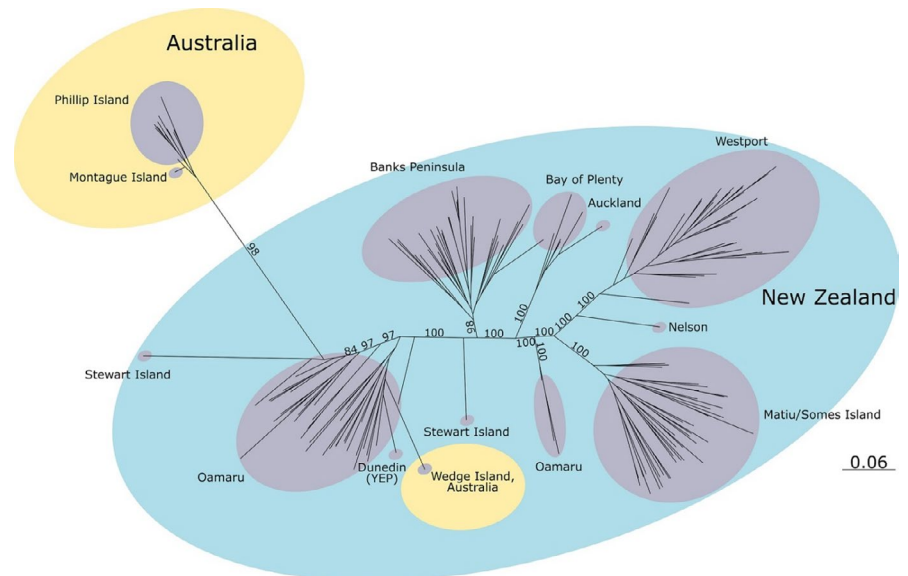 Australia
Phillip Island
Montague Island
98
Banks Peninsula
Bay of Plenty
Auckland
Westport
New Zealand
Nelson
Matiu/Somes Island
Stewart Island
84
97
97
100
98
100
100
100
100
100
100
100
100
Stewart Island
Oamaru
Dunedin
(YEP)
Wedge Island,
Australia
Oamaru
0.06